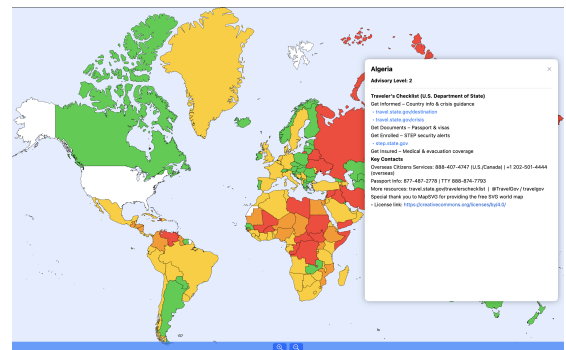 Algeria
×
Advisory Level: 2
Traveler's Checklist (U.S. Department of State)
Get Informed – Country info & crisis guidance
- travel.state.gov/destination
- travel.state.gov/crisis
Get Documents – Passport & visas
Get Enrolled – STEP security alerts
- step.state.gov
Get Insured – Medical & evacuation coverage
Key Contacts
Overseas Citizens Services: 888-407-4747 (U.S./Canada) | +1 202-501-4444
(overseas)
Passport Info: 877-487-2778 | TTY 888-874-7793
More resources: travel.state.gov/travelerschecklist | @TravelGov / travelgov
Special thank you to MapSVG for providing the free SVG world map
- License link: https://creativecommons.org/licenses/by/4.0/